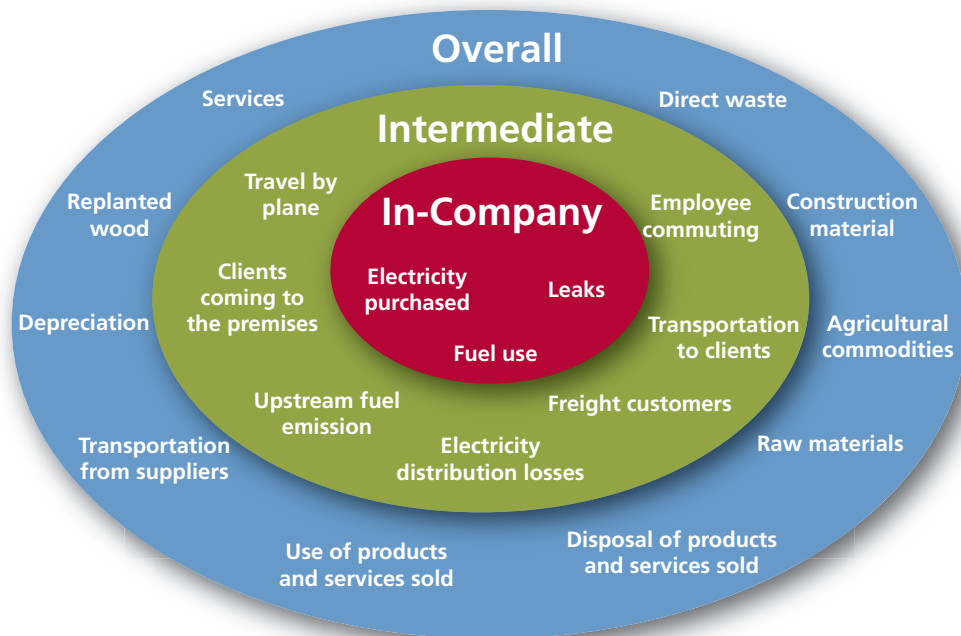 Overall
Services
Direct waste
Intermediate
Travel by
plane
Replanted
wood
In-Company
Employee
commuting
Construction
material
Clients
coming to
the premises
Electricity
purchased
Leaks
Depreciation
Transportation
to clients
Agricultural
commodities
Fuel use
Upstream fuel
emission
Freight customers
Transportation
from suppliers
Electricity
distribution losses
Raw materials
Use of products
and services sold
Disposal of products
and services sold